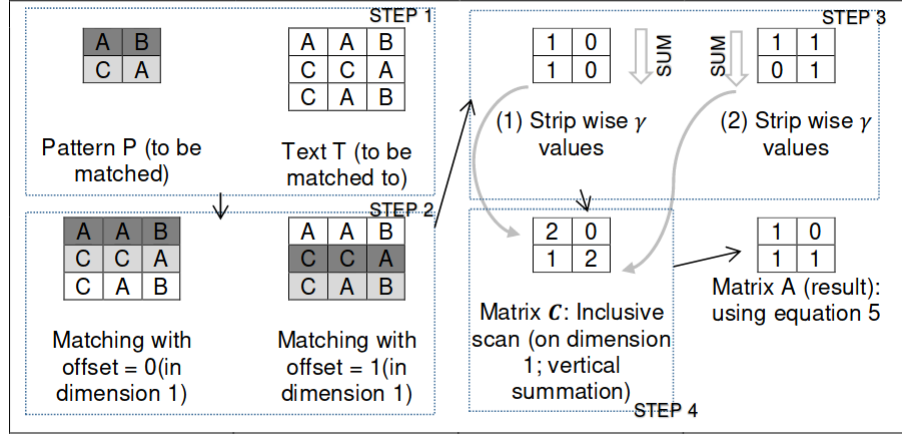 STEP 1
A B
C A
A A B
C C A
C A B
Pattern P (to be
matched)
Text T (to be
matched to)
STEP 2
A A B
C C A
C A B
A A B
C C A
C A B
Matching with
offset = 0(in
dimension 1)
Matching with
offset = 1(in
dimension 1)
STEP 3
1 0
1 0
SUM
SUM
1 1
0 1
(1) Strip wise γ
values
(2) Strip wise γ
values
2 0
1 2
Matrix C: Inclusive
scan (on dimension
1; vertical
summation)
STEP 4
1 0
1 1
Matrix A (result):
using equation 5